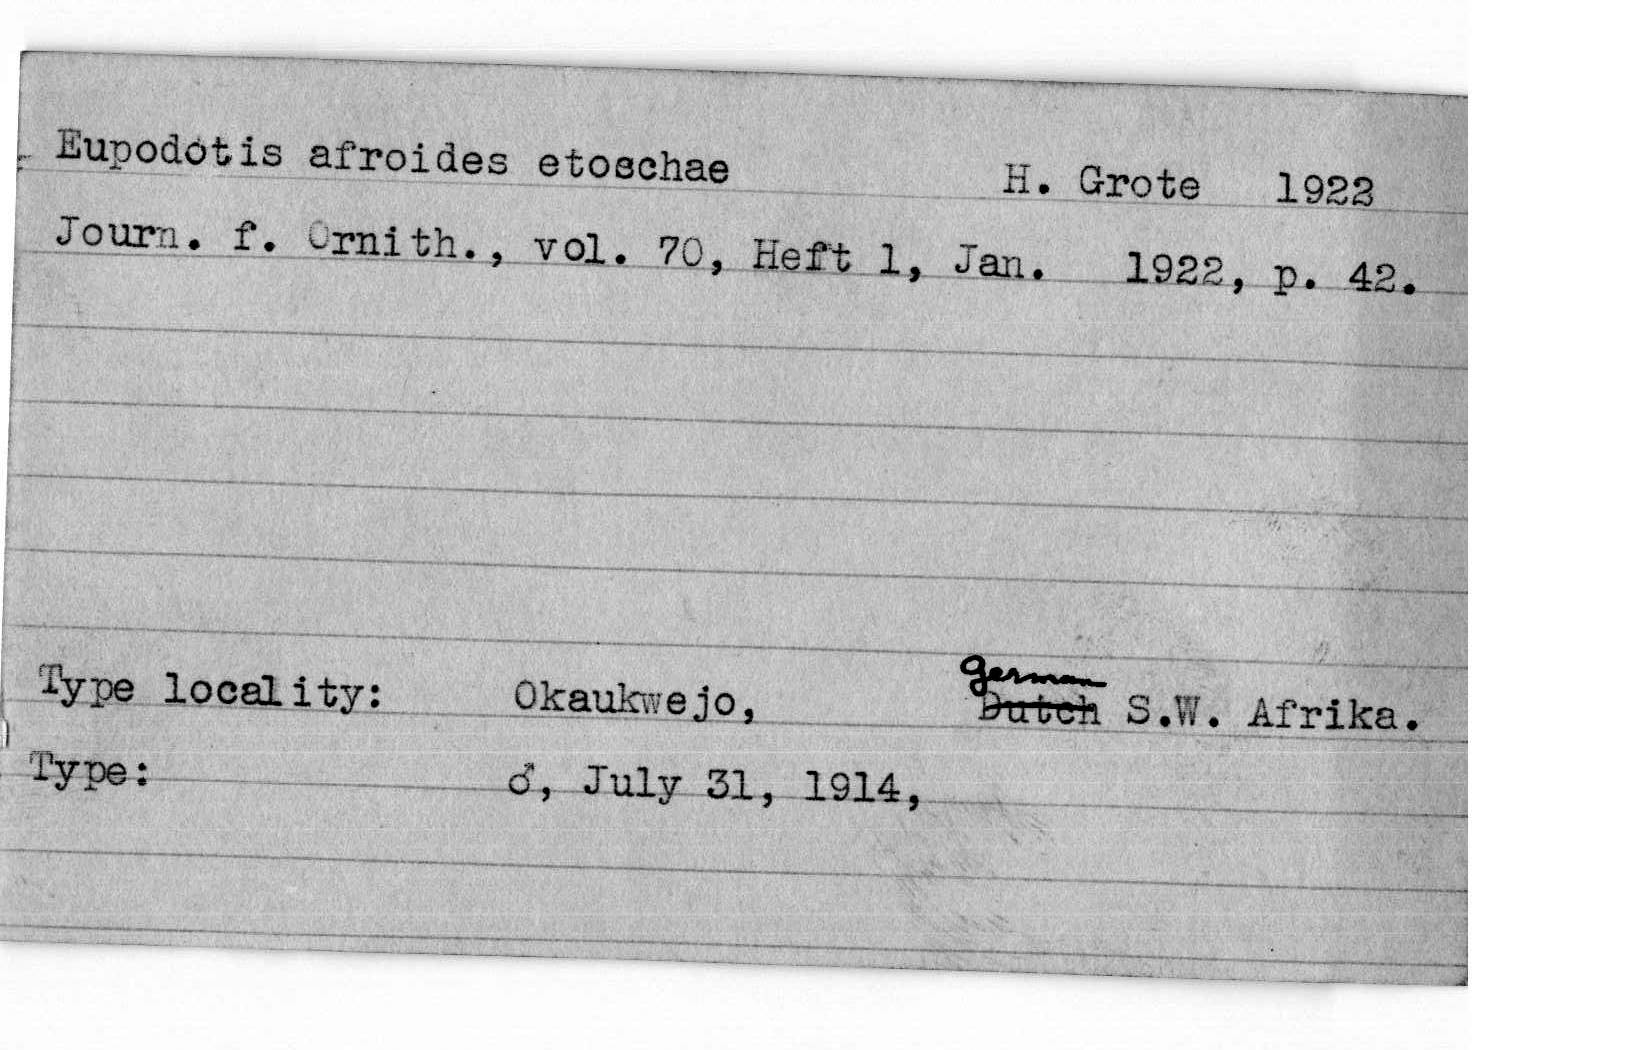 Eupodotis afroides etoschae H. Grote 1922
Journ. f. Ornith., vol. 70, Heft 1, Jan. 1922, p. 42.
german
Type locality: Okaukwejo, Dutch S.W. Afrika.
Type: ♂, July 31, 1914,